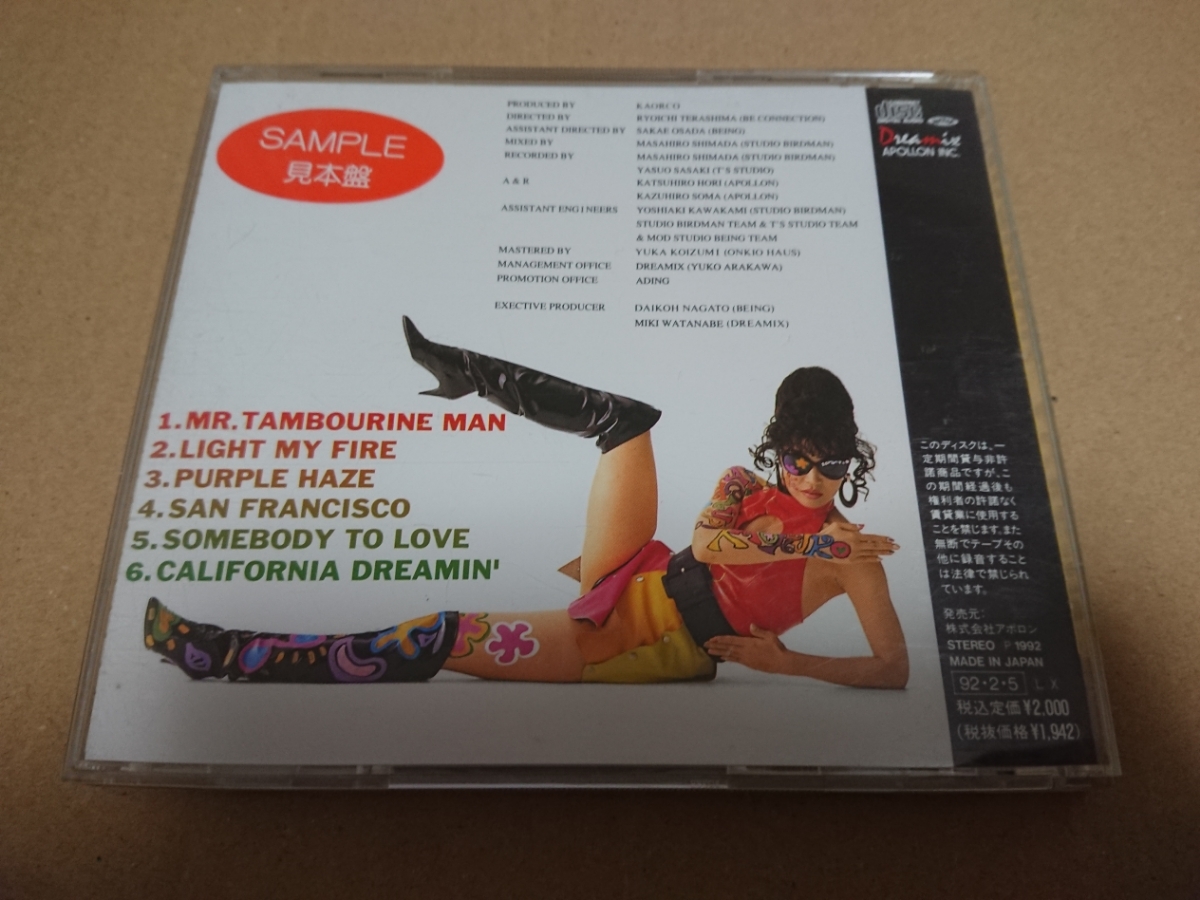 SAMPLE
見本盤
PRODUCED BY KAORCO
DIRECTED BY RYOICHI TERASHIMA (BE CONNECTION)
ASSISTANT DIRECTED BY SAKAE OSADA (BEING)
MIXED BY MASAHIRO SHIMADA (STUDIO BIRDMAN)
RECORDED BY MASAHIRO SHIMADA (STUDIO BIRDMAN)
YASUO SASAKI (T'S STUDIO)
A & R KATSUHIRO HORI (APOLLON)
KAZUHIRO SOMA (APOLLON)
ASSISTANT ENGINEERS YOSHIAKI KAWAKAMI (STUDIO BIRDMAN)
STUDIO BIRDMAN TEAM & T'S STUDIO TEAM
& MOD STUDIO BEING TEAM
MASTERED BY YUKA KOIZUMI (ONKIO HAUS)
MANAGEMENT OFFICE DREAMIX (YUKO ARAKAWA)
PROMOTION OFFICE ADING
EXECTIVE PRODUCER DAIKOH NAGATO (BEING)
MIKI WATANABE (DREAMIX)
1.MR.TAMBOURINE MAN
2.LIGHT MY FIRE
3.PURPLE HAZE
4.SAN FRANCISCO
5.SOMEBODY TO LOVE
6.CALIFORNIA DREAMIN'
Dreamix
APOLLON INC.
このディスクは、一
定期間貸与非許
諾商品ですが、こ
の期間経過後も
権利者の許諾なく
賃貸業に使用する
ことを禁じます。また
無断でテープその
他に録音すること
は法律で禁じられ
ています。
発売元:
株式会社アポロン
STEREO P 1992
MADE IN JAPAN
92・2・5 L X
税込定価¥2,000
(税抜価格¥1,942)